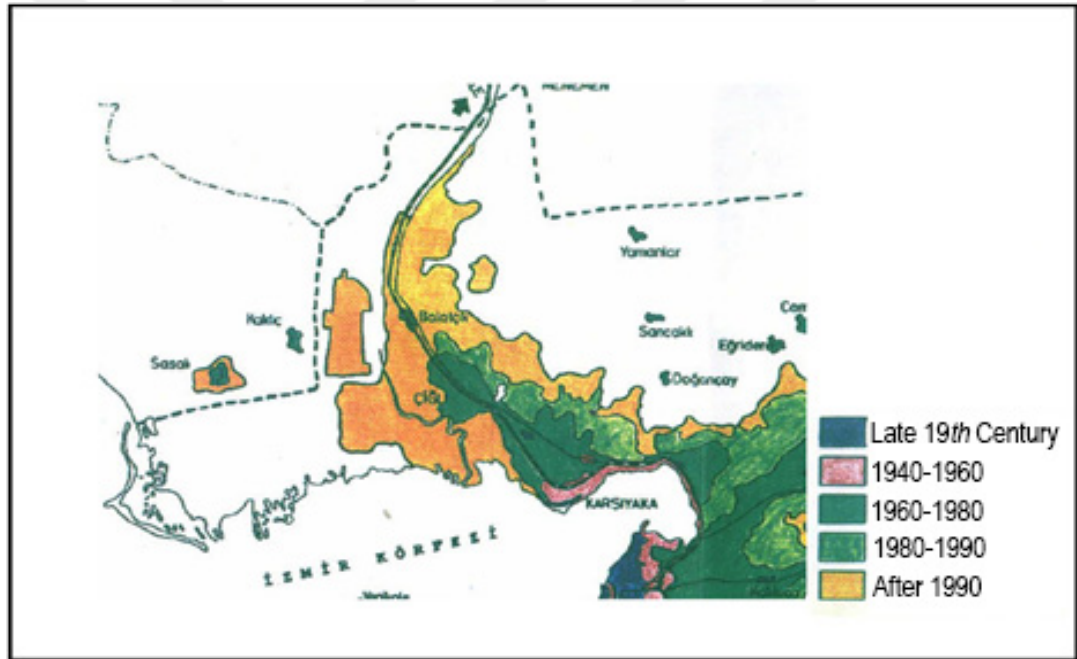 MENEMEN
Yamanlar
Balatçık
Kaklıç
Sancaklı
Eğridere
Sasalı
Doğançay
Çiğli
Late 19th Century
1940-1960
KARŞIYAKA
1960-1980
1980-1990
İZMİR KÖRFEZİ
After 1990